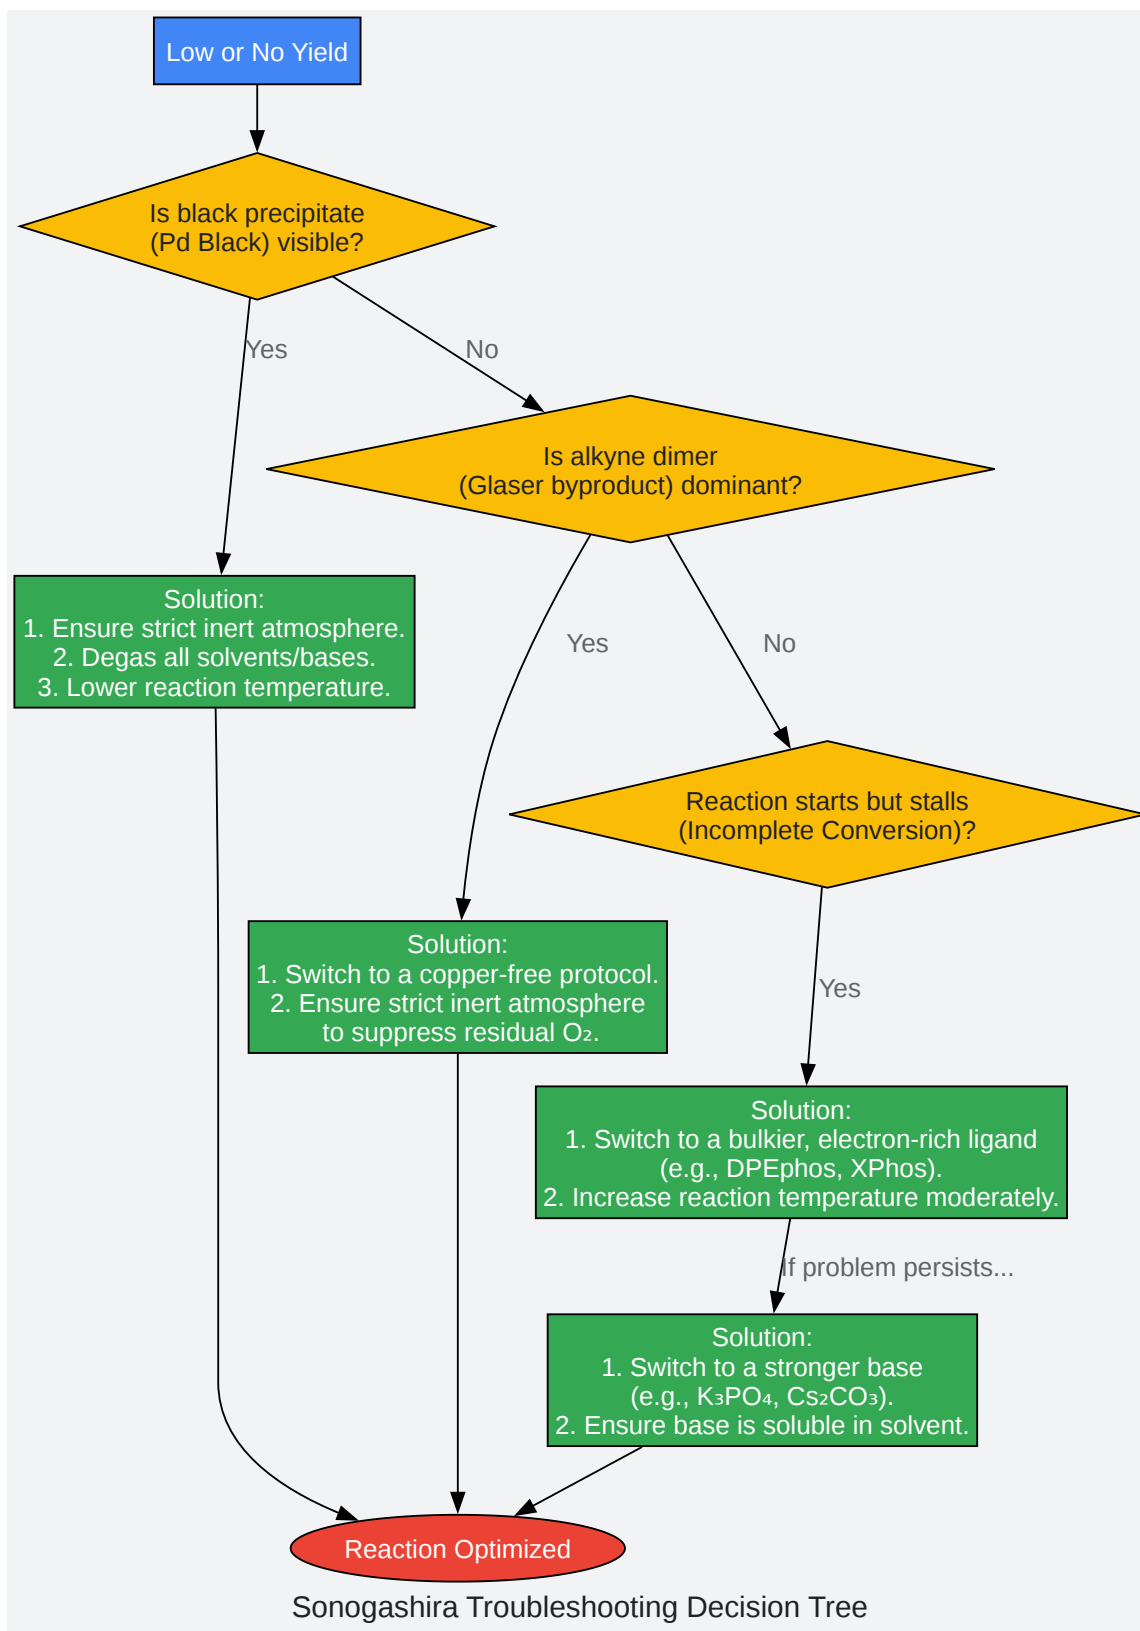 Low or No Yield
Is black precipitate
(Pd Black) visible?
Yes
No
Is alkyne dimer
(Glaser byproduct) dominant?
Solution:
1. Ensure strict inert atmosphere.
2. Degas all solvents/bases.
3. Lower reaction temperature.
Yes
No
Reaction starts but stalls
(Incomplete Conversion)?
Solution:
1. Switch to a copper-free protocol.
2. Ensure strict inert atmosphere
to suppress residual O₂.
Yes
Solution:
1. Switch to a bulkier, electron-rich ligand
(e.g., DPEphos, XPhos).
2. Increase reaction temperature moderately.
If problem persists...
Solution:
1. Switch to a stronger base
(e.g., K₃PO₄, Cs₂CO₃).
2. Ensure base is soluble in solvent.
Reaction Optimized
Sonogashira Troubleshooting Decision Tree